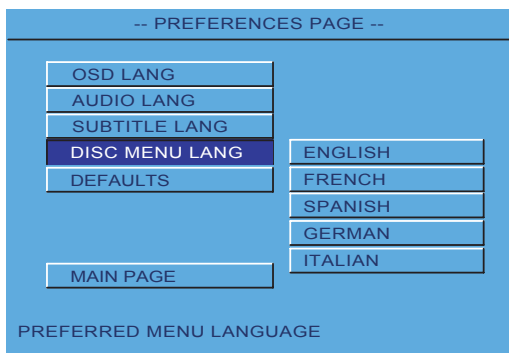 -- PREFERENCES PAGE --
OSD LANG
AUDIO LANG
SUBTITLE LANG
DISC MENU LANG
DEFAULTS
ENGLISH
FRENCH
SPANISH
GERMAN
ITALIAN
MAIN PAGE
PREFERRED MENU LANGUAGE